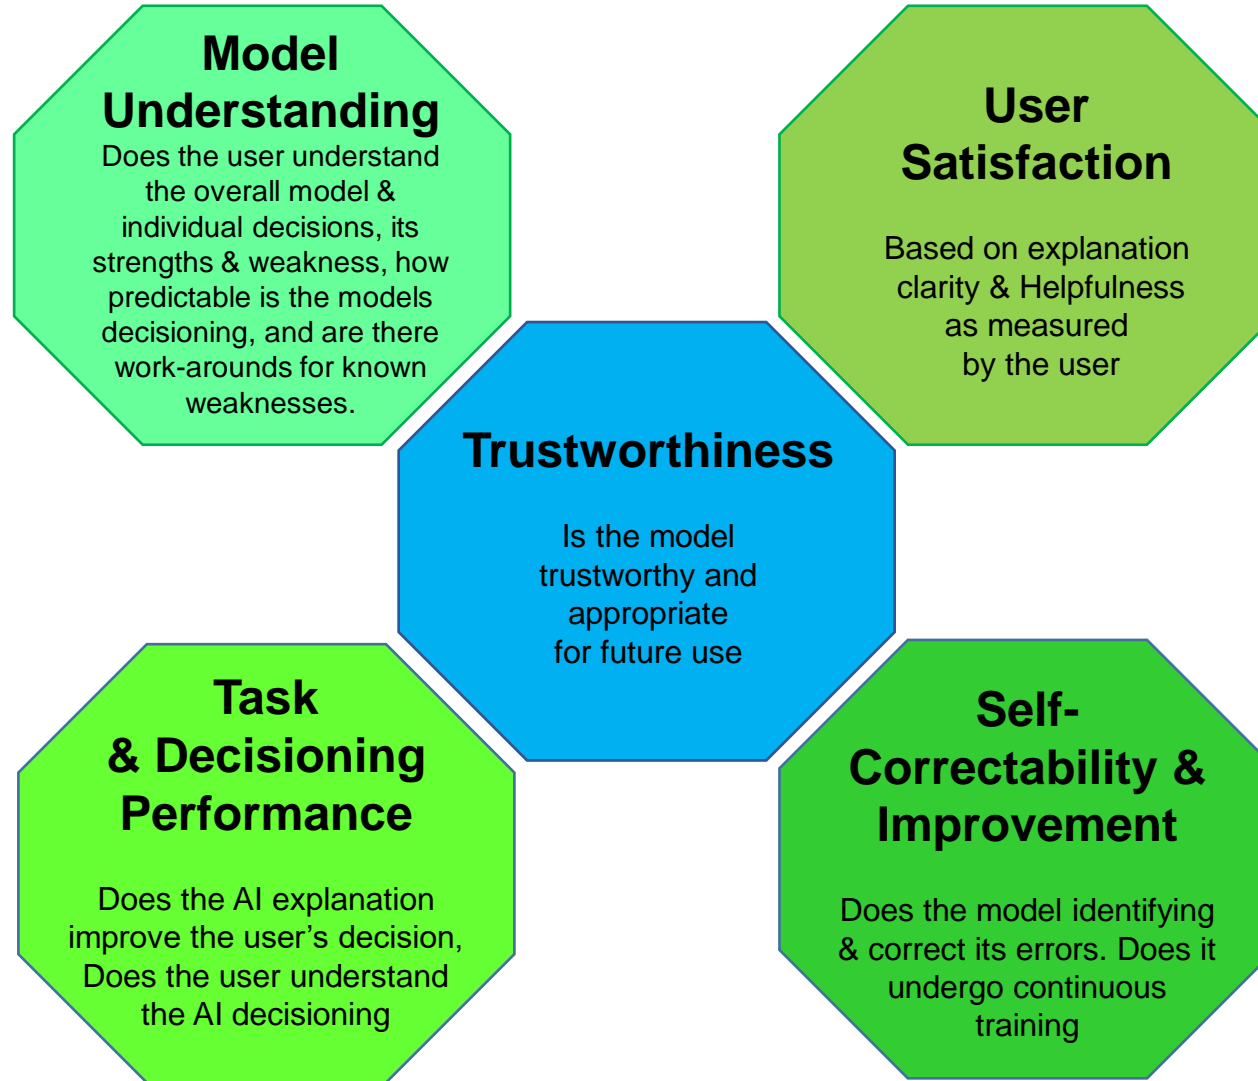 Model
Understanding
Does the user understand
the overall model &
individual decisions, its
strengths & weakness, how
predictable is the models
decisioning, and are there
work-arounds for known
weaknesses.
User
Satisfaction
Based on explanation
clarity & Helpfulness
as measured
by the user
Trustworthiness
Is the model
trustworthy and
appropriate
for future use
Task
& Decisioning
Performance
Does the AI explanation
improve the user’s decision,
Does the user understand
the AI decisioning
Self-
Correctability &
Improvement
Does the model identifying
& correct its errors. Does it
undergo continuous
training